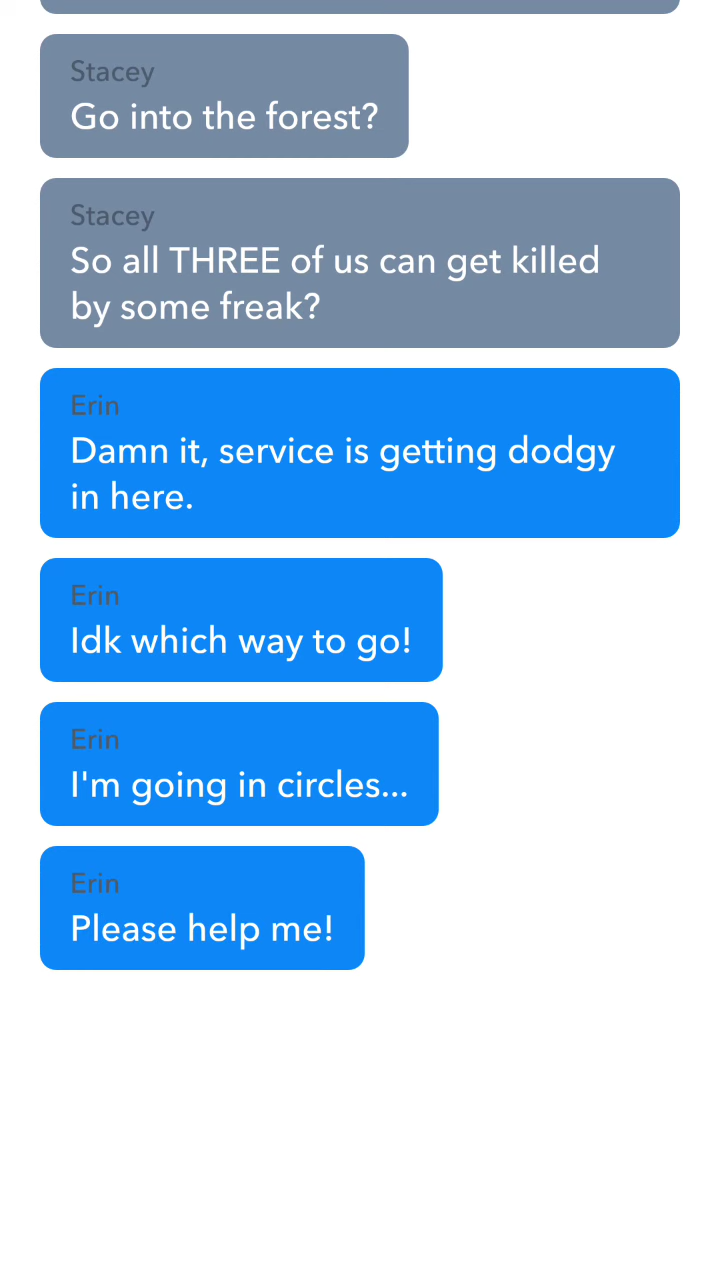 Stacey
Go into the forest?
Stacey
So all THREE of us can get killed
by some freak?
Erin
Damn it, service is getting dodgy
in here.
Erin
Idk which way to go!
Erin
I'm going in circles...
Erin
Please help me!